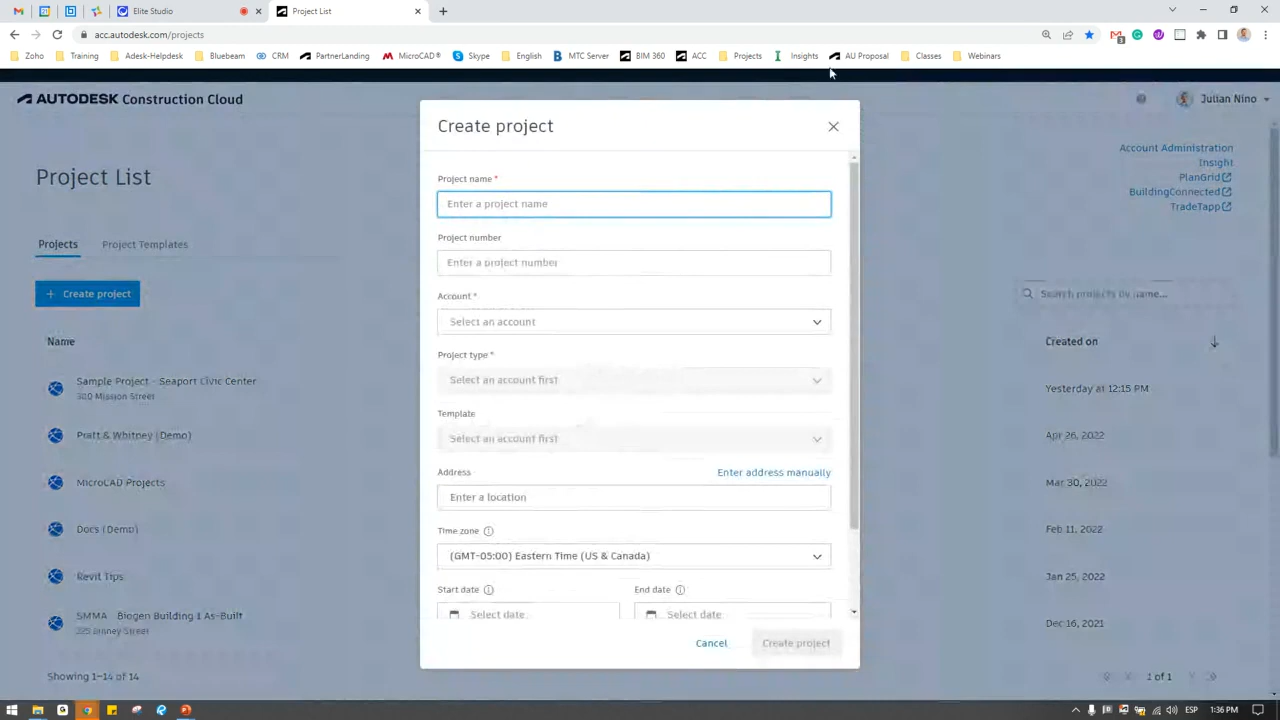 Elite Studio
Project List
acc.autodesk.com/projects
Zoho Training Adesk-Helpdesk Bluebeam CRM PartnerLanding MicroCAD® Skype English MTC Server BIM 360 ACC Projects Insights AU Proposal Classes Webinars
AUTODESK Construction Cloud
Julian Nino
Create project
Account Administration
Insight
PlanGrid
BuildingConnected
TradeTapp
Project List
Projects Project Templates
+ Create project
Search projects by name...
Name
Created on
Sample Project - Seaport Civic Center
300 Mission Street
Yesterday at 12:15 PM
Pratt & Whitney (Demo)
Apr 26, 2022
MicroCAD Projects
Mar 30, 2022
Docs (Demo)
Feb 11, 2022
Revit Tips
Jan 25, 2022
SMMA - Biogen Building 1 As-Built
225 Binney Street
Dec 16, 2021
Showing 1-14 of 14
1 of 1
Project name *
Enter a project name
Project number
Enter a project number
Account *
Select an account
Project type *
Select an account first
Template
Select an account first
Address
Enter address manually
Enter a location
Time zone
(GMT-05:00) Eastern Time (US & Canada)
Start date End date
Select date Select date
Cancel Create project
ESP 1:36 PM